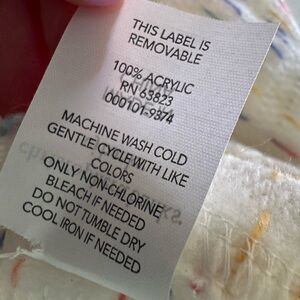 THIS LABEL IS
REMOVABLE
100% ACRYLIC
RN 63823
000101-9374
MACHINE WASH COLD
GENTLE CYCLE WITH LIKE
COLORS
ONLY NON-CHLORINE
BLEACH IF NEEDED
DO NOT TUMBLE DRY
COOL IRON IF NEEDED